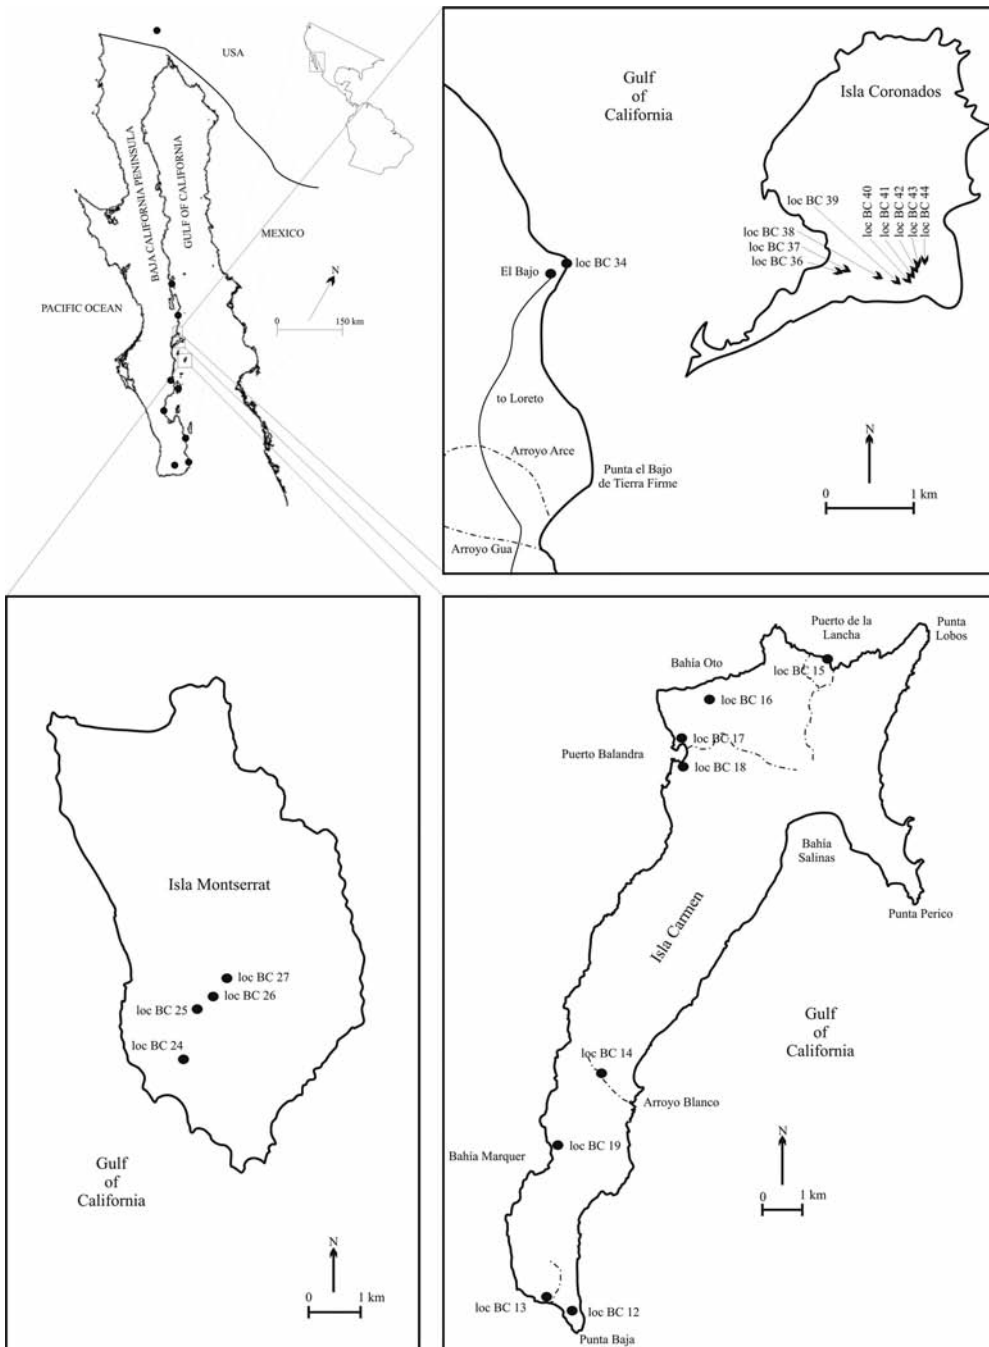 USA
BAJA CALIFORNIA PENINSULA
GULF OF CALIFORNIA
MEXICO
N
PACIFIC OCEAN
0 150 km
Gulf
of
California
Isla Coronados
loc BC 39
loc BC 40
loc BC 41
loc BC 42
loc BC 43
loc BC 44
loc BC 38
loc BC 37
loc BC 36
loc BC 34
El Bajo
to Loreto
Arroyo Arce
Punta el Bajo
de Tierra Firme
Arroyo Gua
N
0 1 km
Isla Montserrat
loc BC 27
loc BC 26
loc BC 25
loc BC 24
Gulf
of
California
N
0 1 km
Puerto de la
Lancha
Punta
Lobos
Bahía Oto
loc BC 15
loc BC 16
loc BC 17
Puerto Balandra
loc BC 18
Bahía
Salinas
Punta Perico
Isla Carmen
Gulf
of
California
loc BC 14
Arroyo Blanco
loc BC 19
Bahía Marquer
N
0 1 km
loc BC 13
loc BC 12
Punta Baja